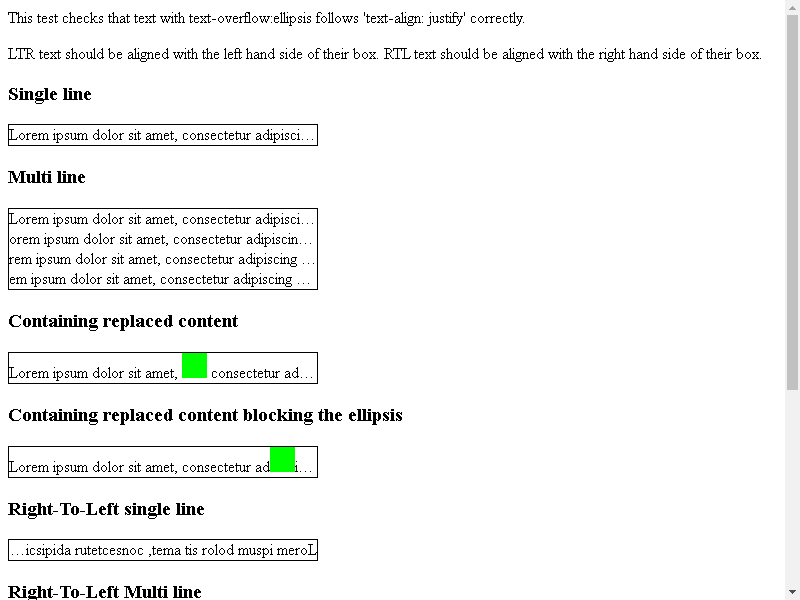 This test checks that text with text-overflow:ellipsis follows 'text-align: justify' correctly.
LTR text should be aligned with the left hand side of their box. RTL text should be aligned with the right hand side of their box.
Single line
Lorem ipsum dolor sit amet, consectetur adipisci…
Multi line
Lorem ipsum dolor sit amet, consectetur adipisci…
orem ipsum dolor sit amet, consectetur adipiscin…
rem ipsum dolor sit amet, consectetur adipiscing …
em ipsum dolor sit amet, consectetur adipiscing …
Containing replaced content
Lorem ipsum dolor sit amet, consectetur ad…
Containing replaced content blocking the ellipsis
Lorem ipsum dolor sit amet, consectetur ad i…
Right-To-Left single line
…icsipida rutetcesnoc ,tema tis rolod muspi meroL
Right-To-Left Multi line